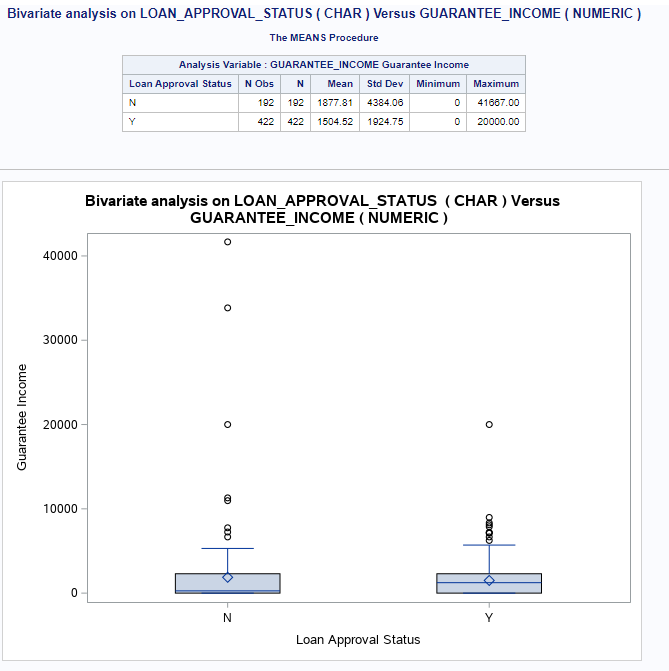 Bivariate analysis on LOAN_APPROVAL_STATUS ( CHAR ) Versus GUARANTEE_INCOME ( NUMERIC )
The MEANS Procedure
Analysis Variable : GUARANTEE_INCOME Guarantee Income
Loan Approval Status N Obs N Mean Std Dev Minimum Maximum
N 192 192 1877.81 4384.06 0 41667.00
Y 422 422 1504.52 1924.75 0 20000.00
Bivariate analysis on LOAN_APPROVAL_STATUS ( CHAR ) Versus
GUARANTEE_INCOME ( NUMERIC )
40000
30000
20000
10000
0
Guarantee Income
N Y
Loan Approval Status